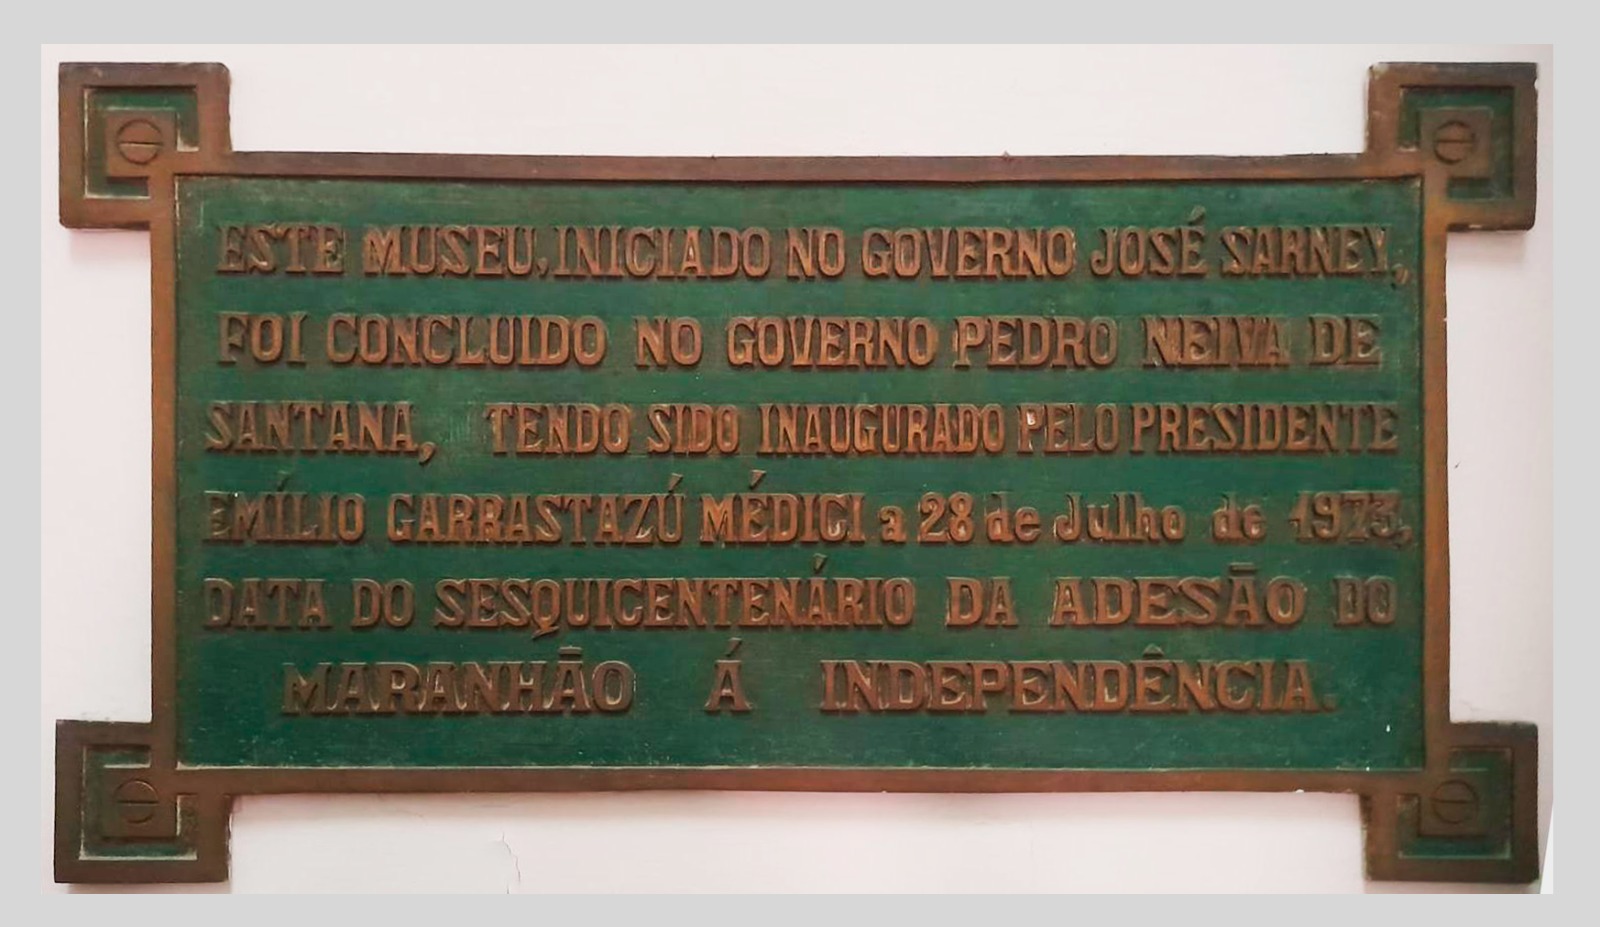 ESTE MUSEU, INICIADO NO GOVERNO JOSÉ SARNEY,
FOI CONCLUIDO NO GOVERNO PEDRO NEIVA DE
SANTANA, TENDO SIDO INAUGURADO PELO PRESIDENTE
EMÍLIO GARRASTAZÚ MÉDICI a 28 de Julho de 1973,
DATA DO SESQUICENTENÁRIO DA ADESÃO DO
MARANHÃO Á INDEPENDÊNCIA.